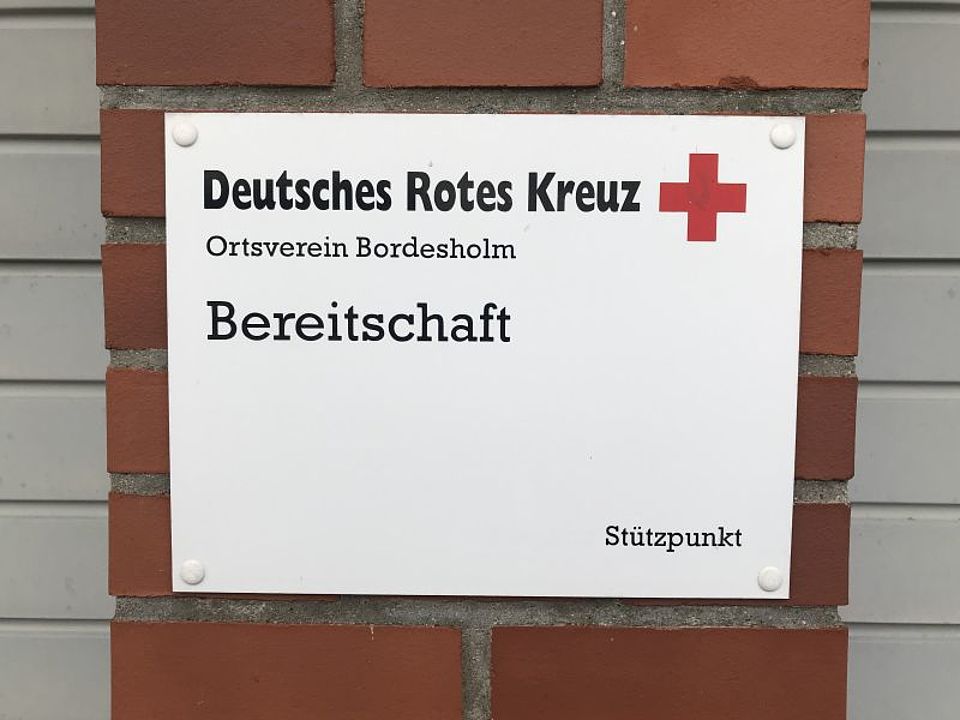 Deutsches Rotes Kreuz
Ortsverein Bordesholm
Bereitschaft
Stützpunkt